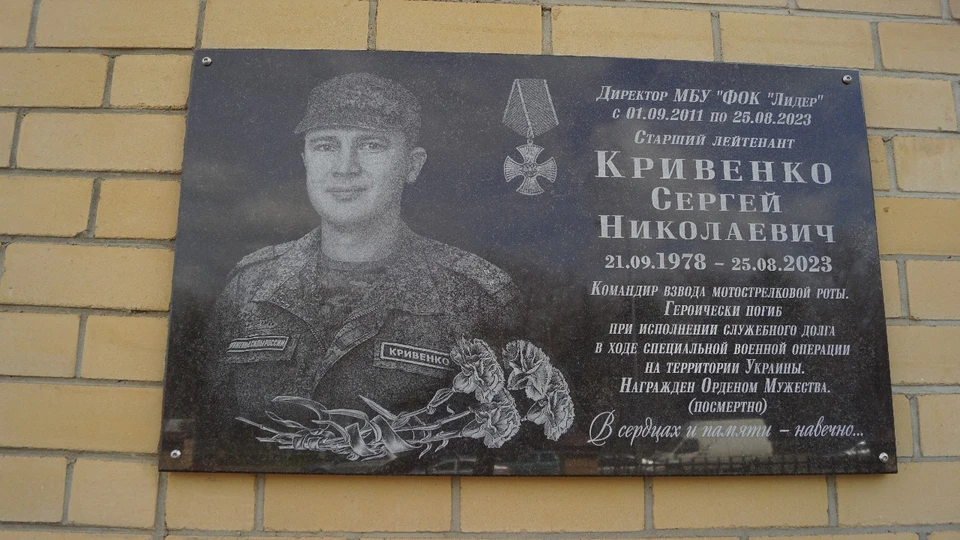 Директор МБУ "ФОК "Лидер"
с 01.09.2011 по 25.08.2023
Старший лейтенант
Кривенко
Сергей
Николаевич
21.09.1978 – 25.08.2023
Командир взвода мотострелковой роты.
Героически погиб
при исполнении служебного долга
в ходе специальной военной операции
на территории Украины.
Награжден Орденом Мужества.
(посмертно)
В сердцах и памяти – навечно...
КРИВЕНКО